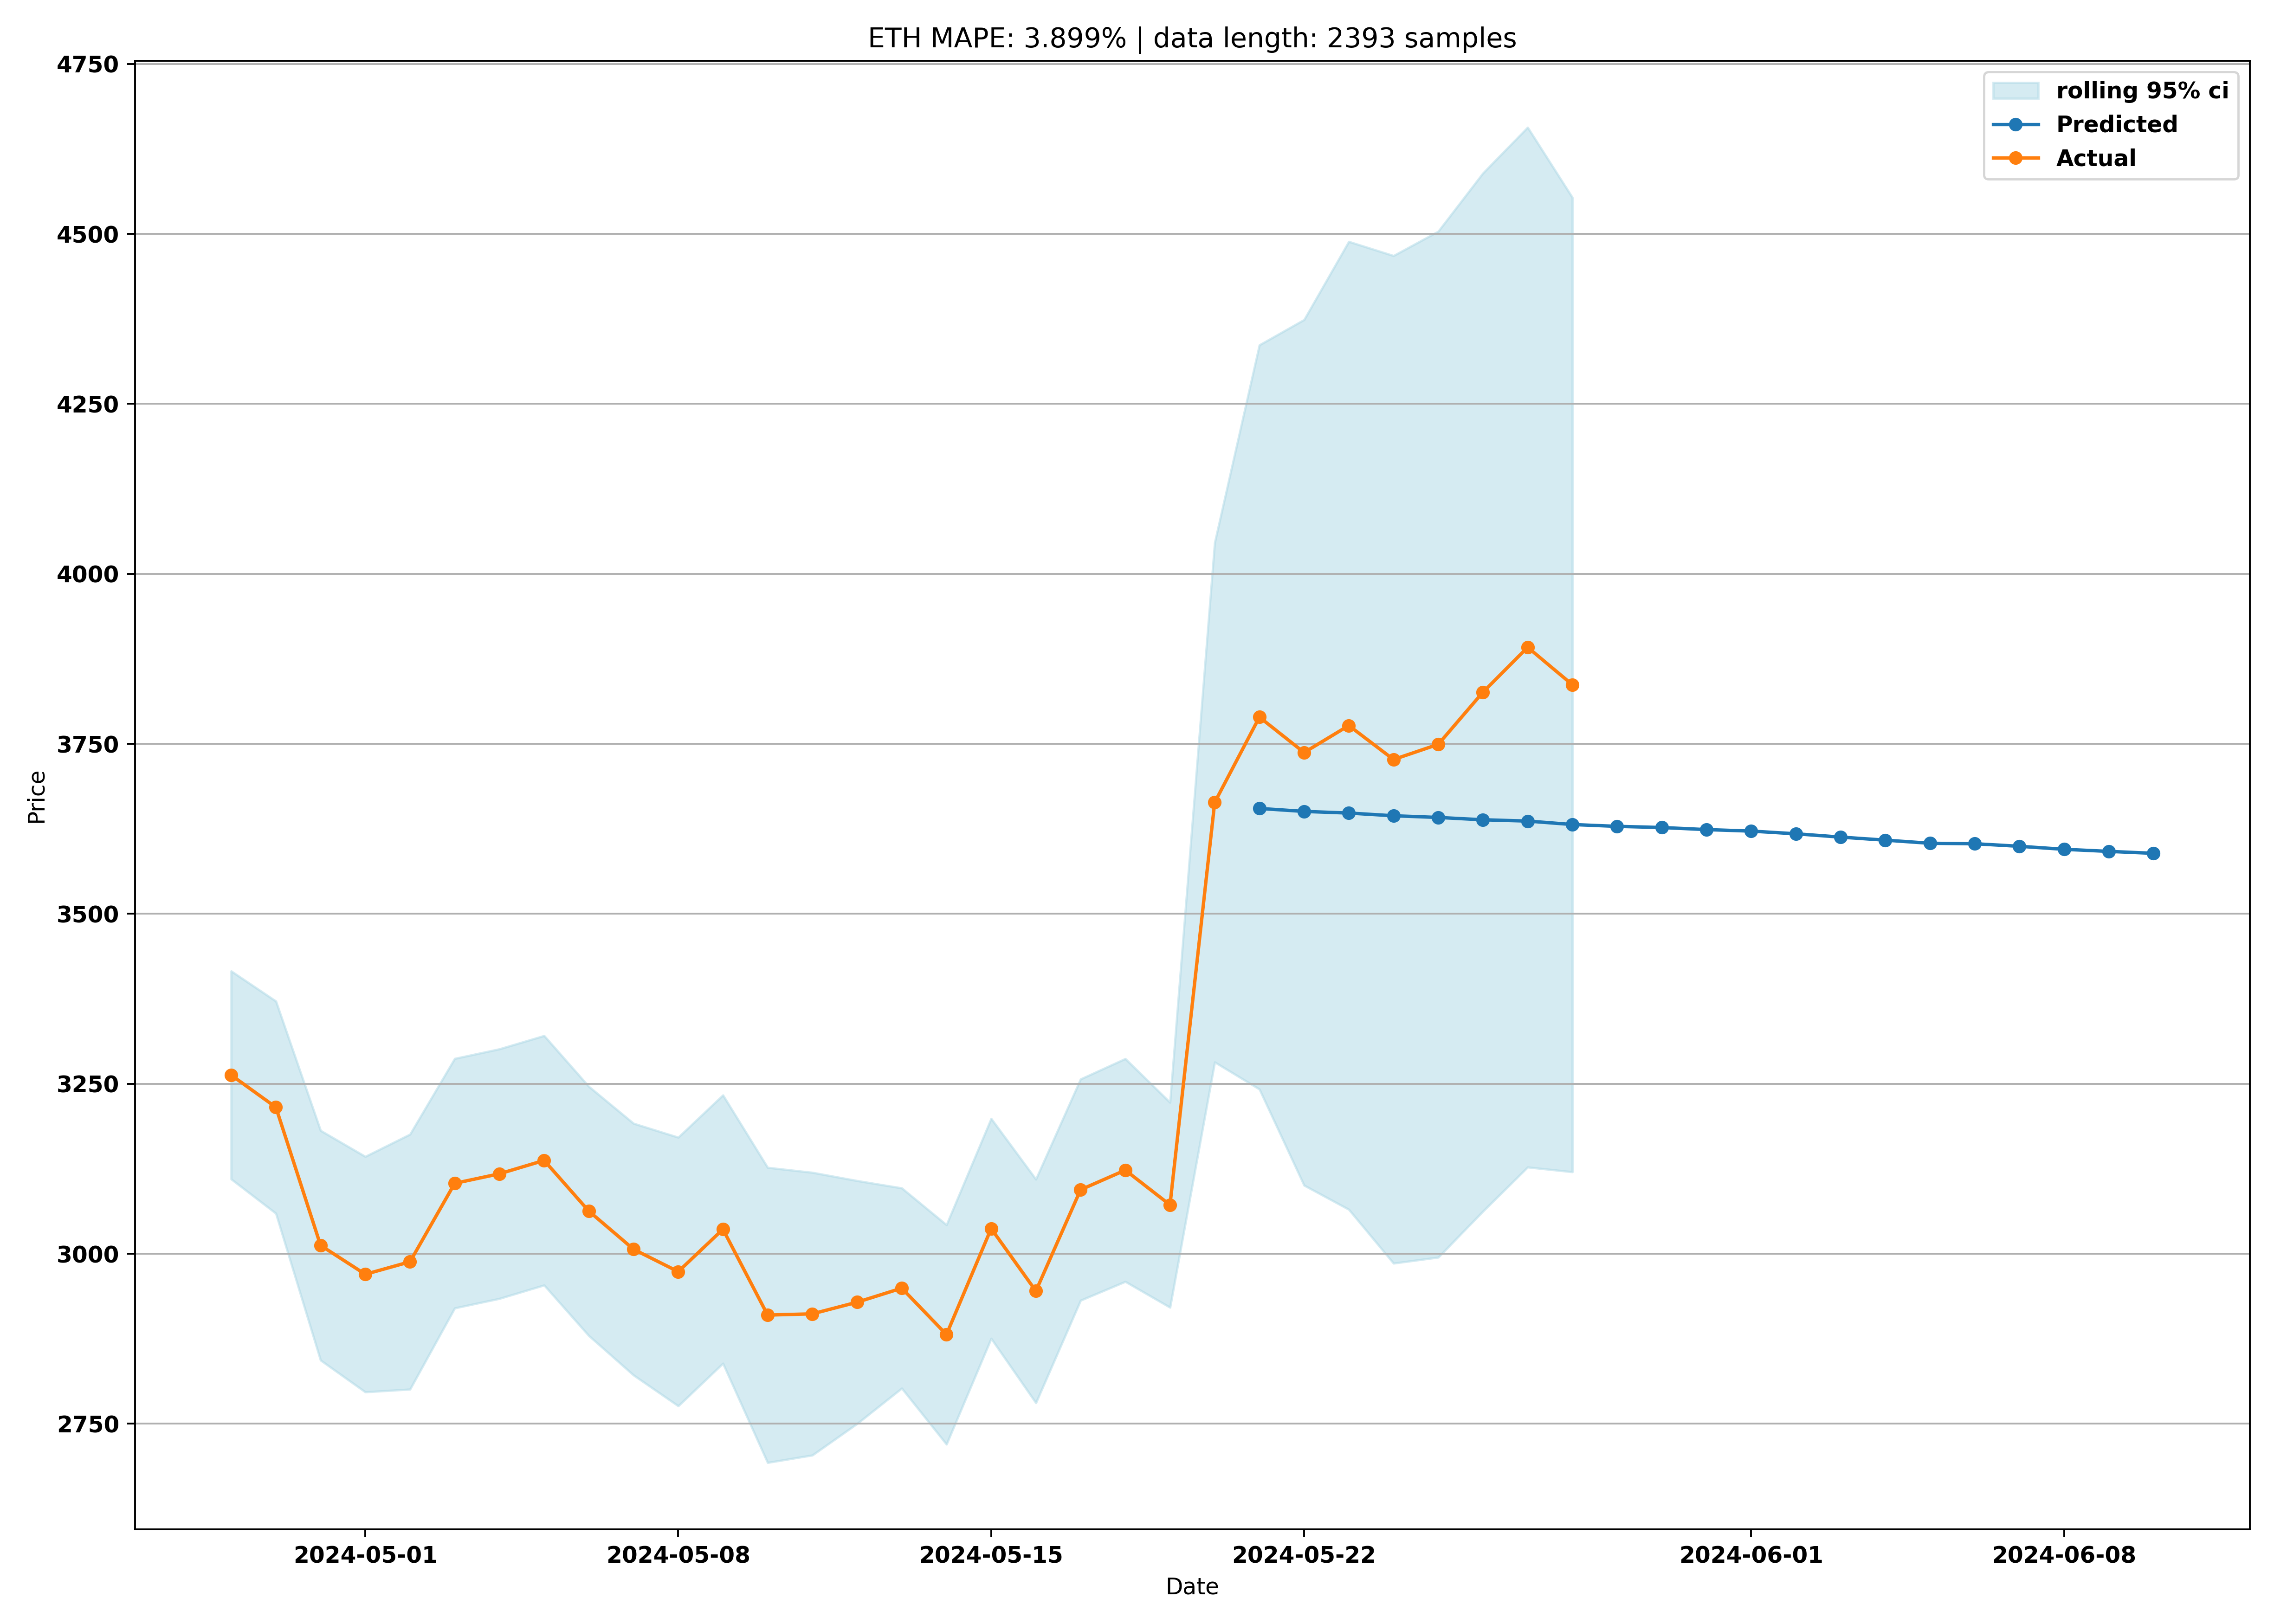 ETH MAPE: 3.899% | data length: 2393 samples
rolling 95% ci
Predicted
Actual
4750
4500
4250
4000
3750
3500
3250
3000
2750
Price
2024-05-01
2024-05-08
2024-05-15
2024-05-22
2024-06-01
2024-06-08
Date